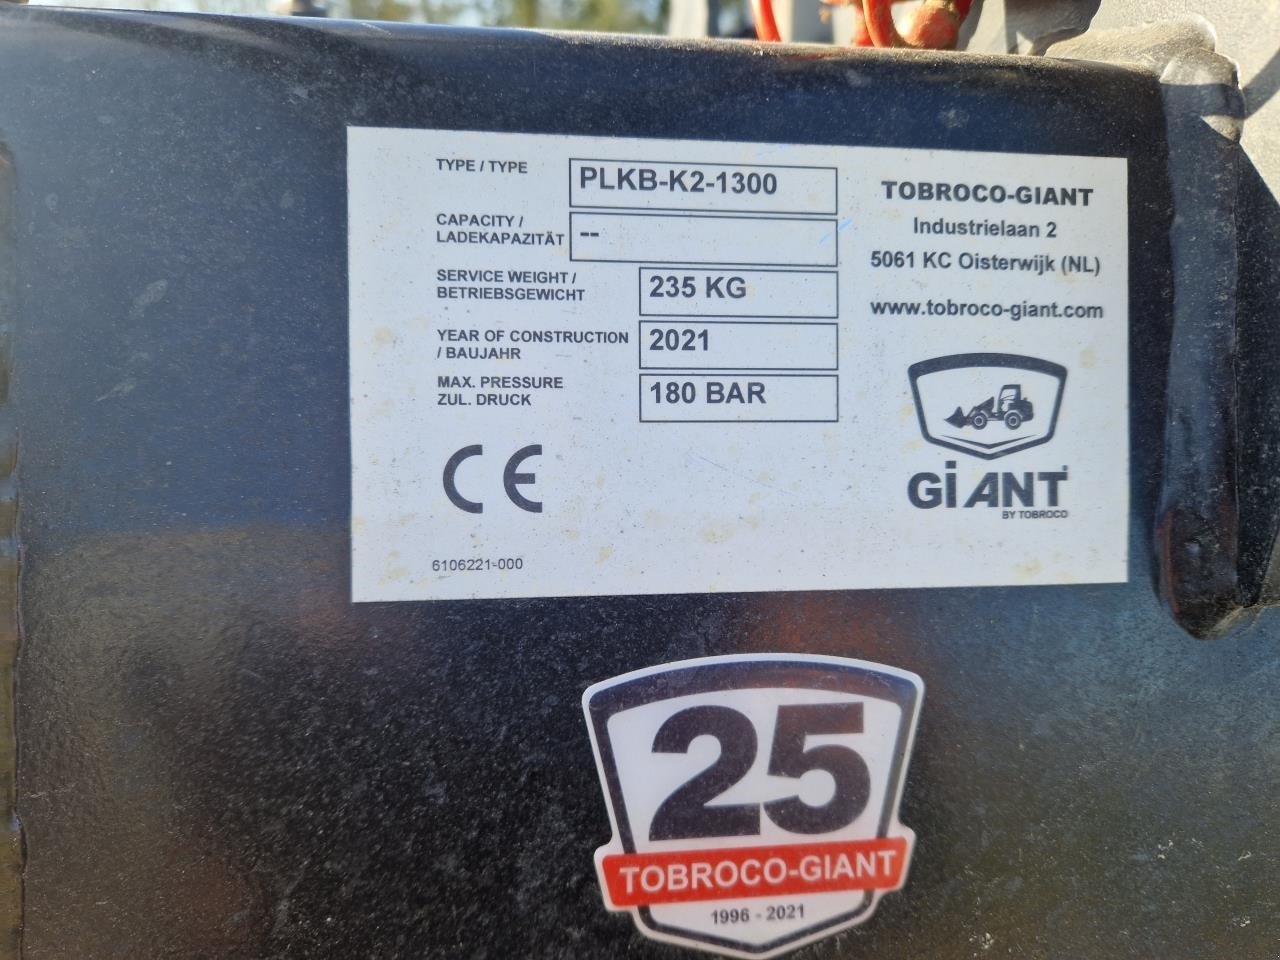 TYPE / TYPE
PLKB-K2-1300
CAPACITY /
LADEKAPAZITÄT
--
SERVICE WEIGHT /
BETRIEBSGEWICHT
235 KG
YEAR OF CONSTRUCTION
/ BAUJAHR
2021
MAX. PRESSURE
ZUL. DRUCK
180 BAR
CE
6106221-000
TOBROCO-GIANT
Industrielaan 2
5061 KC Oisterwijk (NL)
www.tobroco-giant.com
GiANT
BY TOBROCO
25
TOBROCO-GIANT
1996 - 2021